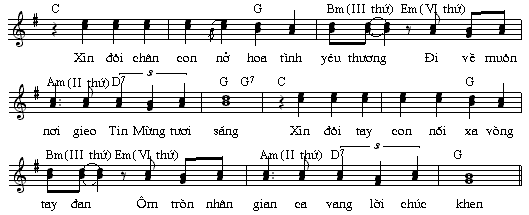 C G Bm (III thứ) Em (VI thứ)
Xin đôi chân con nở hoa tình yêu thương Đi về muôn
Am (II thứ) D7 3 G G7 C
nơi gieo Tin Mừng tươi sáng Xin đôi tay con nối xa vòng
Bm (III thứ) Em (VI thứ) Am (II thứ) D7 3 G
tay đan Ôm tròn nhân gian ca vang lời chúc khen